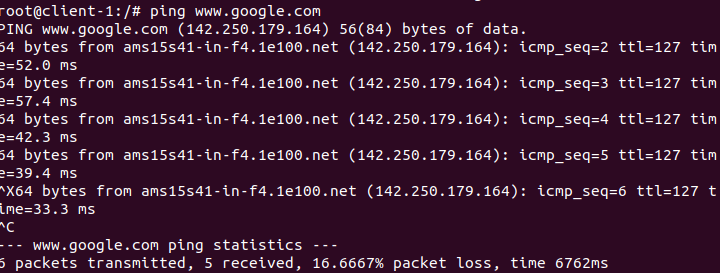 root@client-1:/# ping www.google.com
PING www.google.com (142.250.179.164) 56(84) bytes of data.
64 bytes from ams15s41-in-f4.1e100.net (142.250.179.164): icmp_seq=2 ttl=127 tim
e=52.0 ms
64 bytes from ams15s41-in-f4.1e100.net (142.250.179.164): icmp_seq=3 ttl=127 tim
e=57.4 ms
64 bytes from ams15s41-in-f4.1e100.net (142.250.179.164): icmp_seq=4 ttl=127 tim
e=42.3 ms
64 bytes from ams15s41-in-f4.1e100.net (142.250.179.164): icmp_seq=5 ttl=127 tim
e=39.4 ms
^X64 bytes from ams15s41-in-f4.1e100.net (142.250.179.164): icmp_seq=6 ttl=127 t
ime=33.3 ms
^C
--- www.google.com ping statistics ---
6 packets transmitted, 5 received, 16.6667% packet loss, time 6762ms